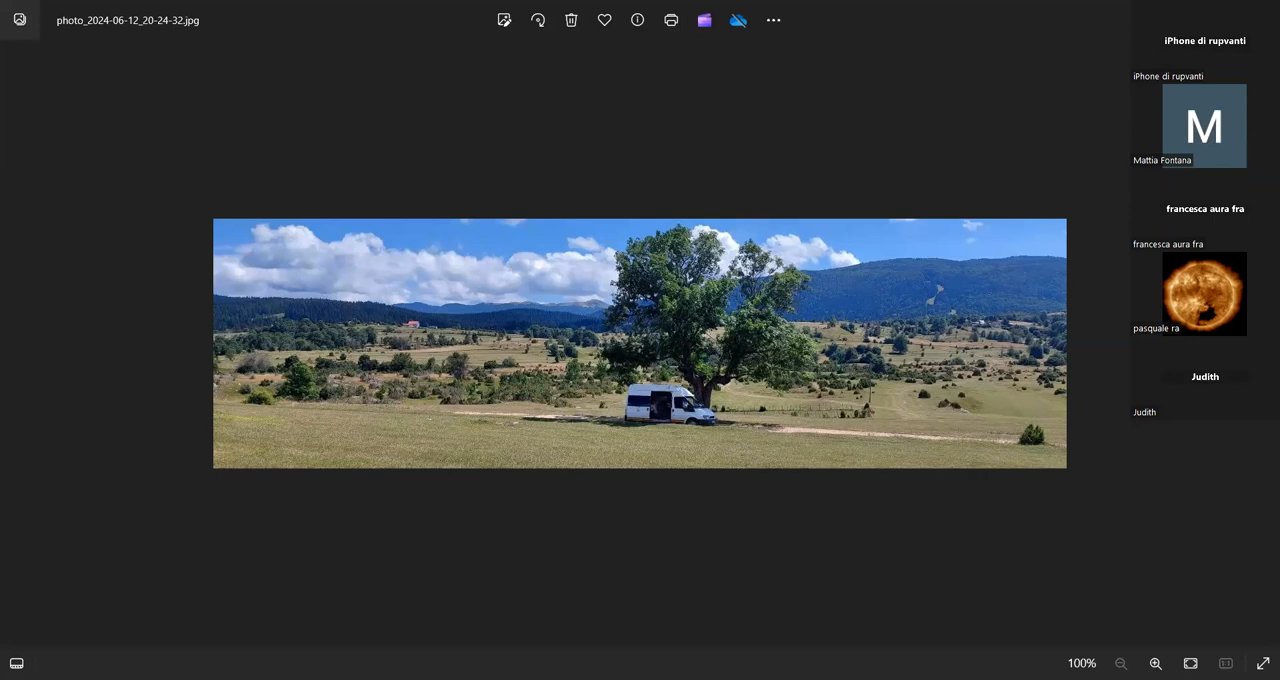 photo_2024-06-12_20-24-32.jpg
iPhone di rupvanti
iPhone di rupvanti
M
Mattia Fontana
francesca aura fra
francesca aura fra
pasquale ra
Judith
Judith
100%